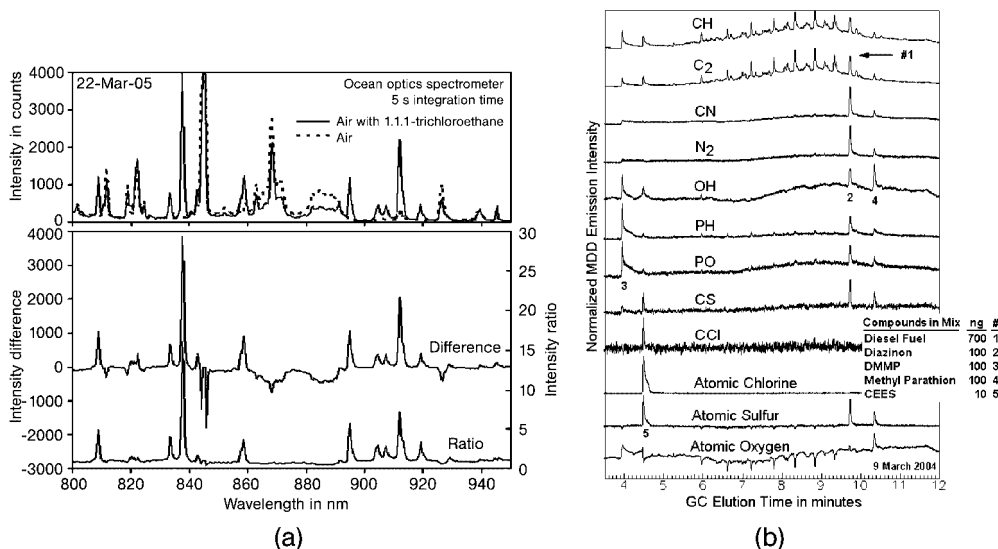 22-Mar-05
Ocean optics spectrometer
5 s integration time
Air with 1.1.1-trichloroethane
Air
Intensity in counts
4000
3000
2000
1000
0
Difference
Ratio
Intensity difference
4000
3000
2000
1000
0
-1000
-2000
-3000
Intensity ratio
30
25
20
15
10
5
2
0
800 820 840 860 880 900 920 940
Wavelength in nm
(a)
CH
#1
C2
CN
N2
OH
2 4
PH
PO
3
CS
CCl
Compounds in Mix ng #
Diesel Fuel 700 1
Diazinon 100 2
DMMP 100 3
Methyl Parathion 100 4
CEES 10 5
Atomic Chlorine
Atomic Sulfur
5
Atomic Oxygen
9 March 2004
Normalized MDD Emission Intensity
4 5 6 7 8 9 10 11 12
GC Elution Time in minutes
(b)